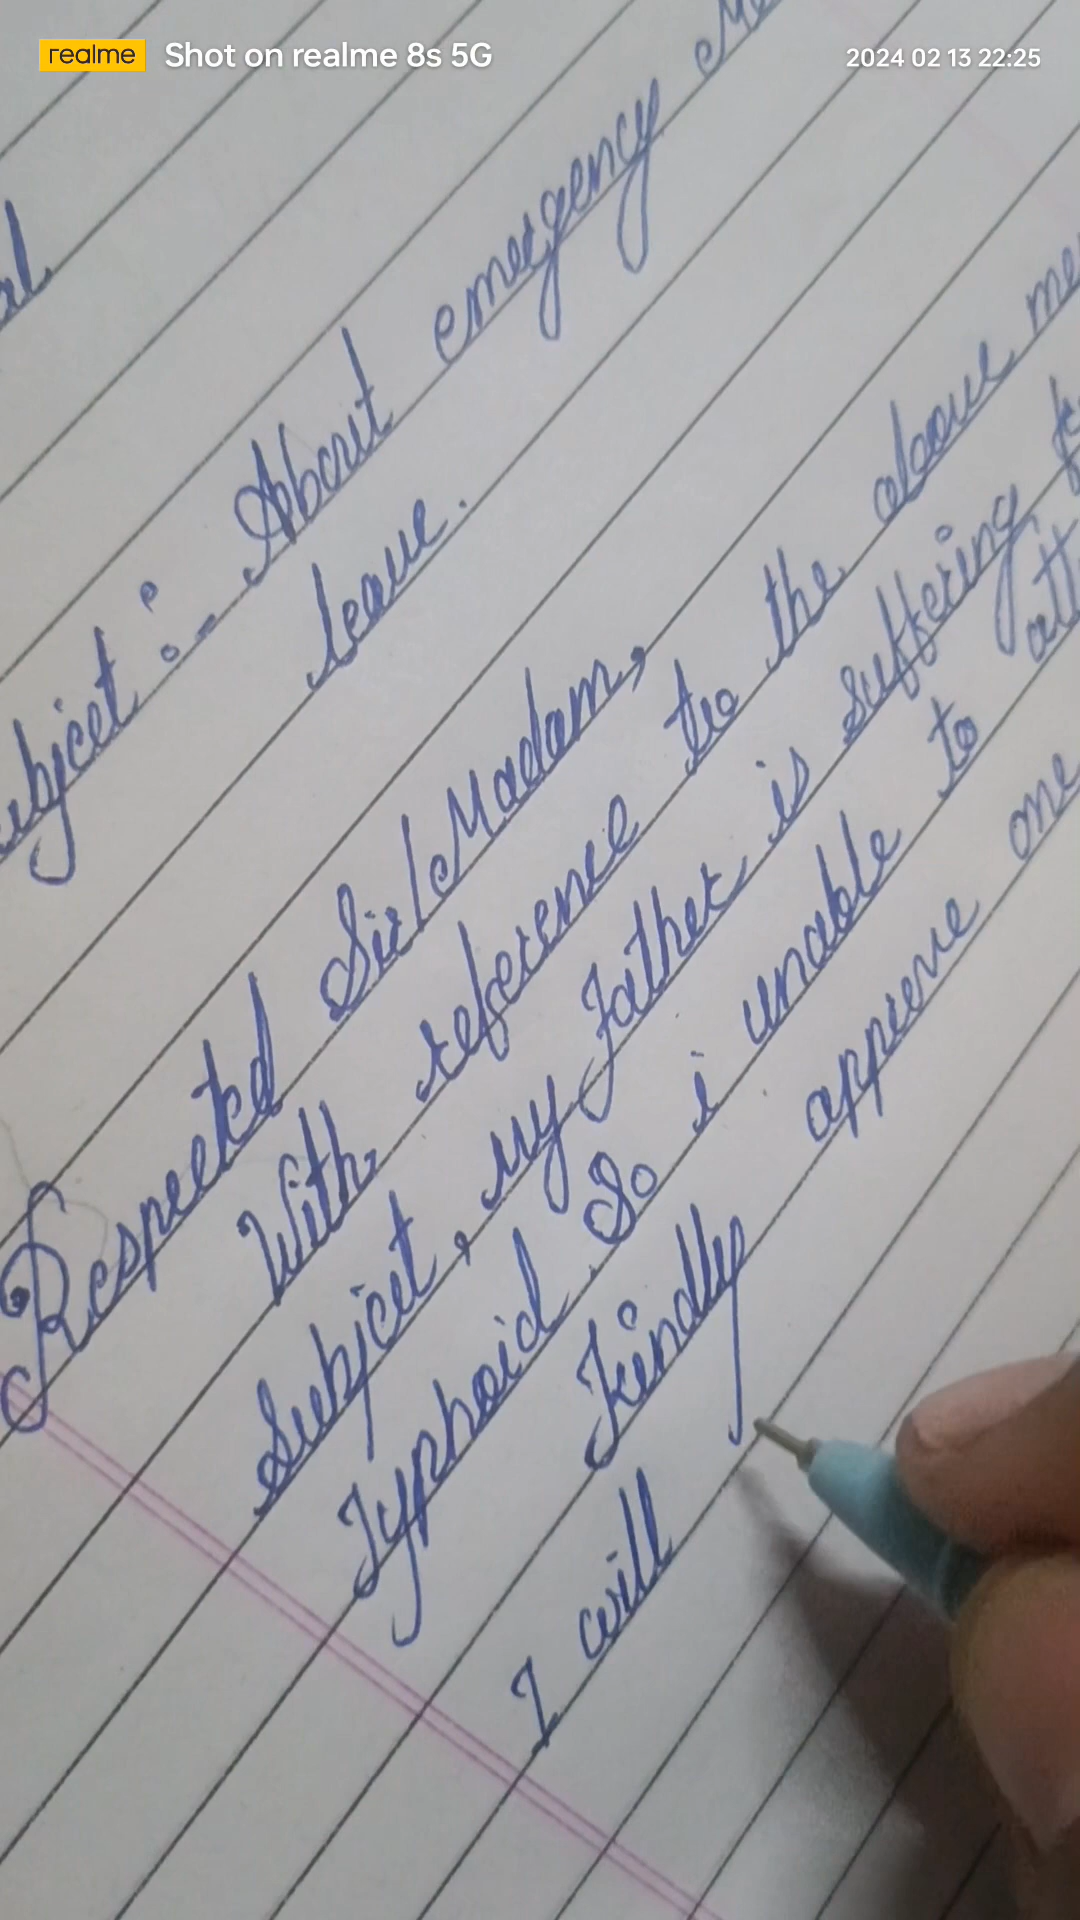 realme Shot on realme 8s 5G
2024 02 13 22:25
Subject :- About emergency
leave.
Respected Sir/Madam,
With reference to the above
Subject, my Father is suffering
Typhoid. So i unable to
Kindly approve one
I will